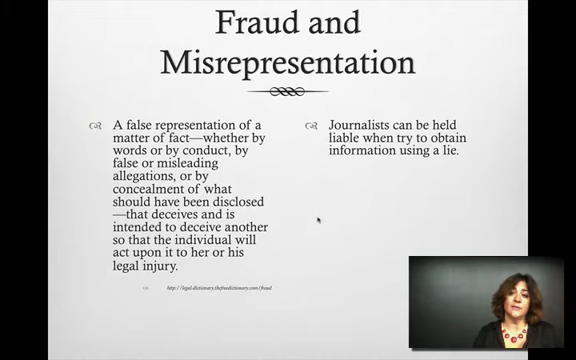 Fraud and
Misrepresentation
A false representation of a
matter of fact—whether by
words or by conduct, by
false or misleading
allegations, or by
concealment of what
should have been disclosed
—that deceives and is
intended to deceive another
so that the individual will
act upon it to her or his
legal injury.
http://legal-dictionary.thefreedictionary.com/fraud
Journalists can be held
liable when try to obtain
information using a lie.